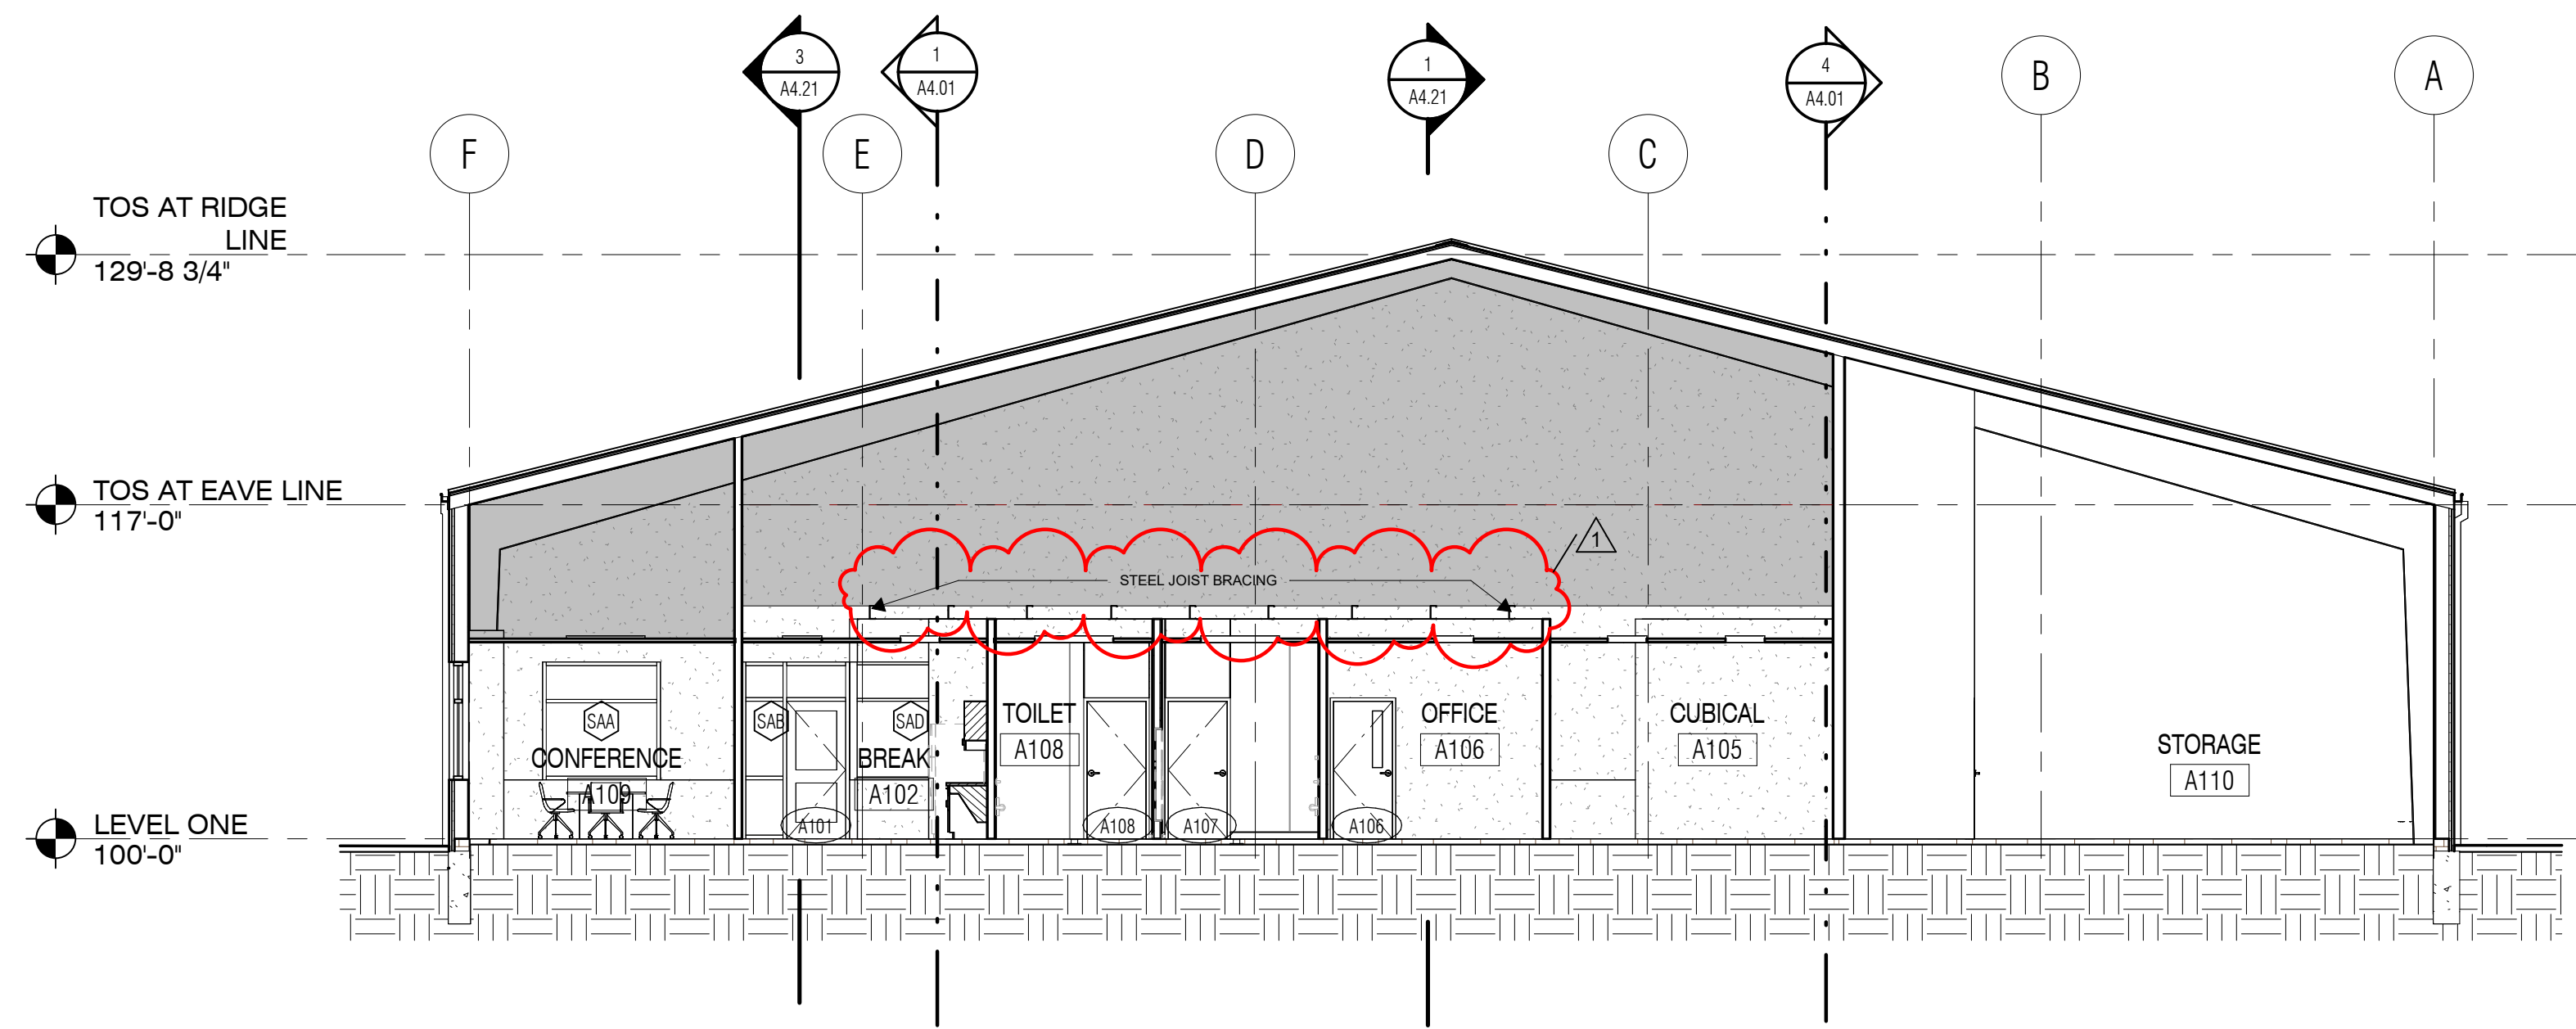 3
A4.21
1
A4.01
1
A4.21
4
A4.01
B
A
F
E
D
C
TOS AT RIDGE
LINE
129'-8 3/4"
TOS AT EAVE LINE
117'-0"
1
STEEL JOIST BRACING
SAA
SAB
SAD
TOILET
A108
OFFICE
A106
CUBICAL
A105
CONFERENCE
A109
BREAK
A102
STORAGE
A110
LEVEL ONE
100'-0"
A101
A108
A107
A106